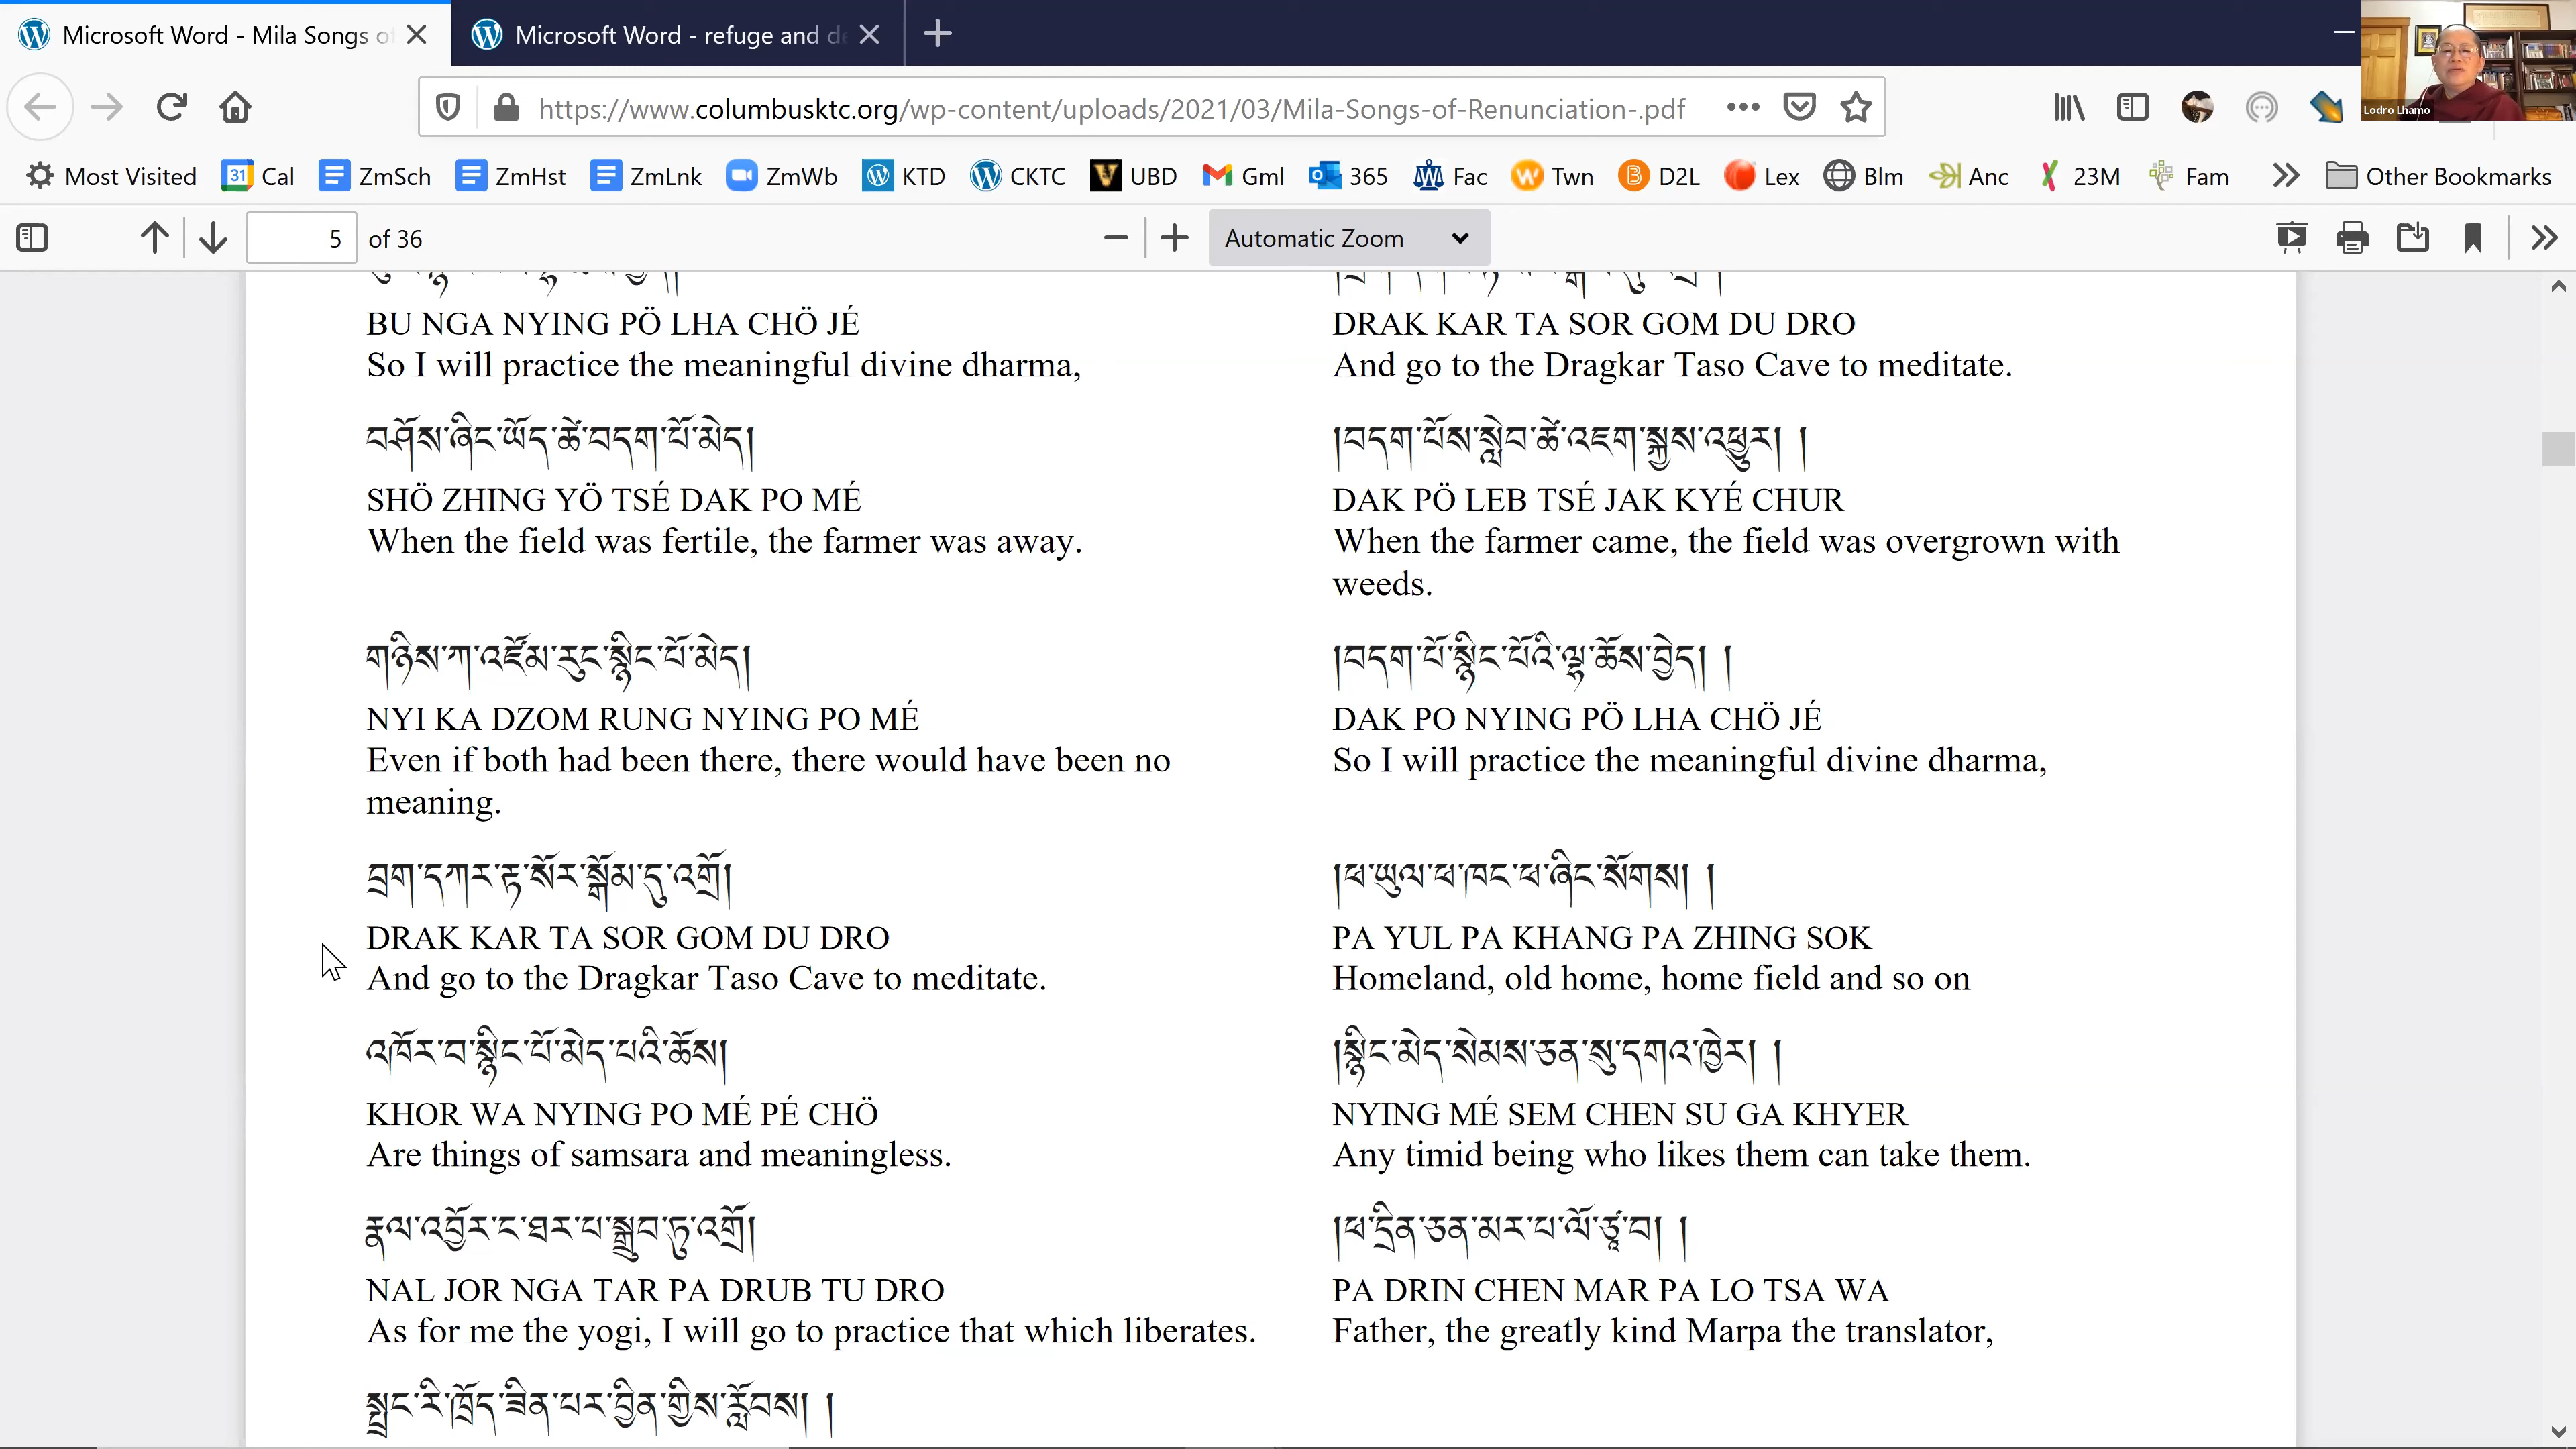 Microsoft Word - Mila Songs of
Microsoft Word - refuge and de
Lodro Lhamo
https://www.columbusktc.org/wp-content/uploads/2021/03/Mila-Songs-of-Renunciation-.pdf
Most Visited
31 Cal
ZmSch
ZmHst
ZmLnk
ZmWb
KTD
CKTC
UBD
Gml
365
Fac
Twn
D2L
Lex
Blm
Anc
23M
Fam
Other Bookmarks
5 of 36
Automatic Zoom
BU NGA NYING PÖ LHA CHÖ JÉ
So I will practice the meaningful divine dharma,
DRAK KAR TA SOR GOM DU DRO
And go to the Dragkar Taso Cave to meditate.
བཤོས་ཞིང་ཡོད་ཚེ་བདག་པོ་མེད།
SHÖ ZHING YÖ TSÉ DAK PO MÉ
When the field was fertile, the farmer was away.
།བདག་པོས་སླེབ་ཚེ་འཇག་སྐྱས་འཕྱུར། །
DAK PÖ LEB TSÉ JAK KYÉ CHUR
When the farmer came, the field was overgrown with
weeds.
གཉིས་ཀ་འཛོམ་རུང་སྙིང་པོ་མེད།
NYI KA DZOM RUNG NYING PO MÉ
Even if both had been there, there would have been no
meaning.
།བདག་པོ་སྙིང་པོའི་ལྷ་ཆོས་བྱེད། །
DAK PO NYING PÖ LHA CHÖ JÉ
So I will practice the meaningful divine dharma,
བྲག་དཀར་རྟ་སོར་སྒོམ་དུ་འགྲོ།
DRAK KAR TA SOR GOM DU DRO
And go to the Dragkar Taso Cave to meditate.
།ཕ་ཡུལ་ཕ་ཁང་ཕ་ཞིང་སོགས། །
PA YUL PA KHANG PA ZHING SOK
Homeland, old home, home field and so on
འཁོར་བ་སྙིང་པོ་མེད་པའི་ཆོས།
KHOR WA NYING PO MÉ PÉ CHÖ
Are things of samsara and meaningless.
།སྙིང་མེད་སེམས་ཅན་སུ་དགའ་ཁྱེར། །
NYING MÉ SEM CHEN SU GA KHYER
Any timid being who likes them can take them.
རྣལ་འབྱོར་ང་ཐར་པ་སྒྲུབ་ཏུ་འགྲོ།
NAL JOR NGA TAR PA DRUB TU DRO
As for me the yogi, I will go to practice that which liberates.
།ཕ་དྲིན་ཅན་མར་པ་ལོ་ཙཱ་བ། །
PA DRIN CHEN MAR PA LO TSA WA
Father, the greatly kind Marpa the translator,
སྤྲང་རི་ཁྲོད་ཟིན་པར་བྱིན་གྱིས་རློབས། །